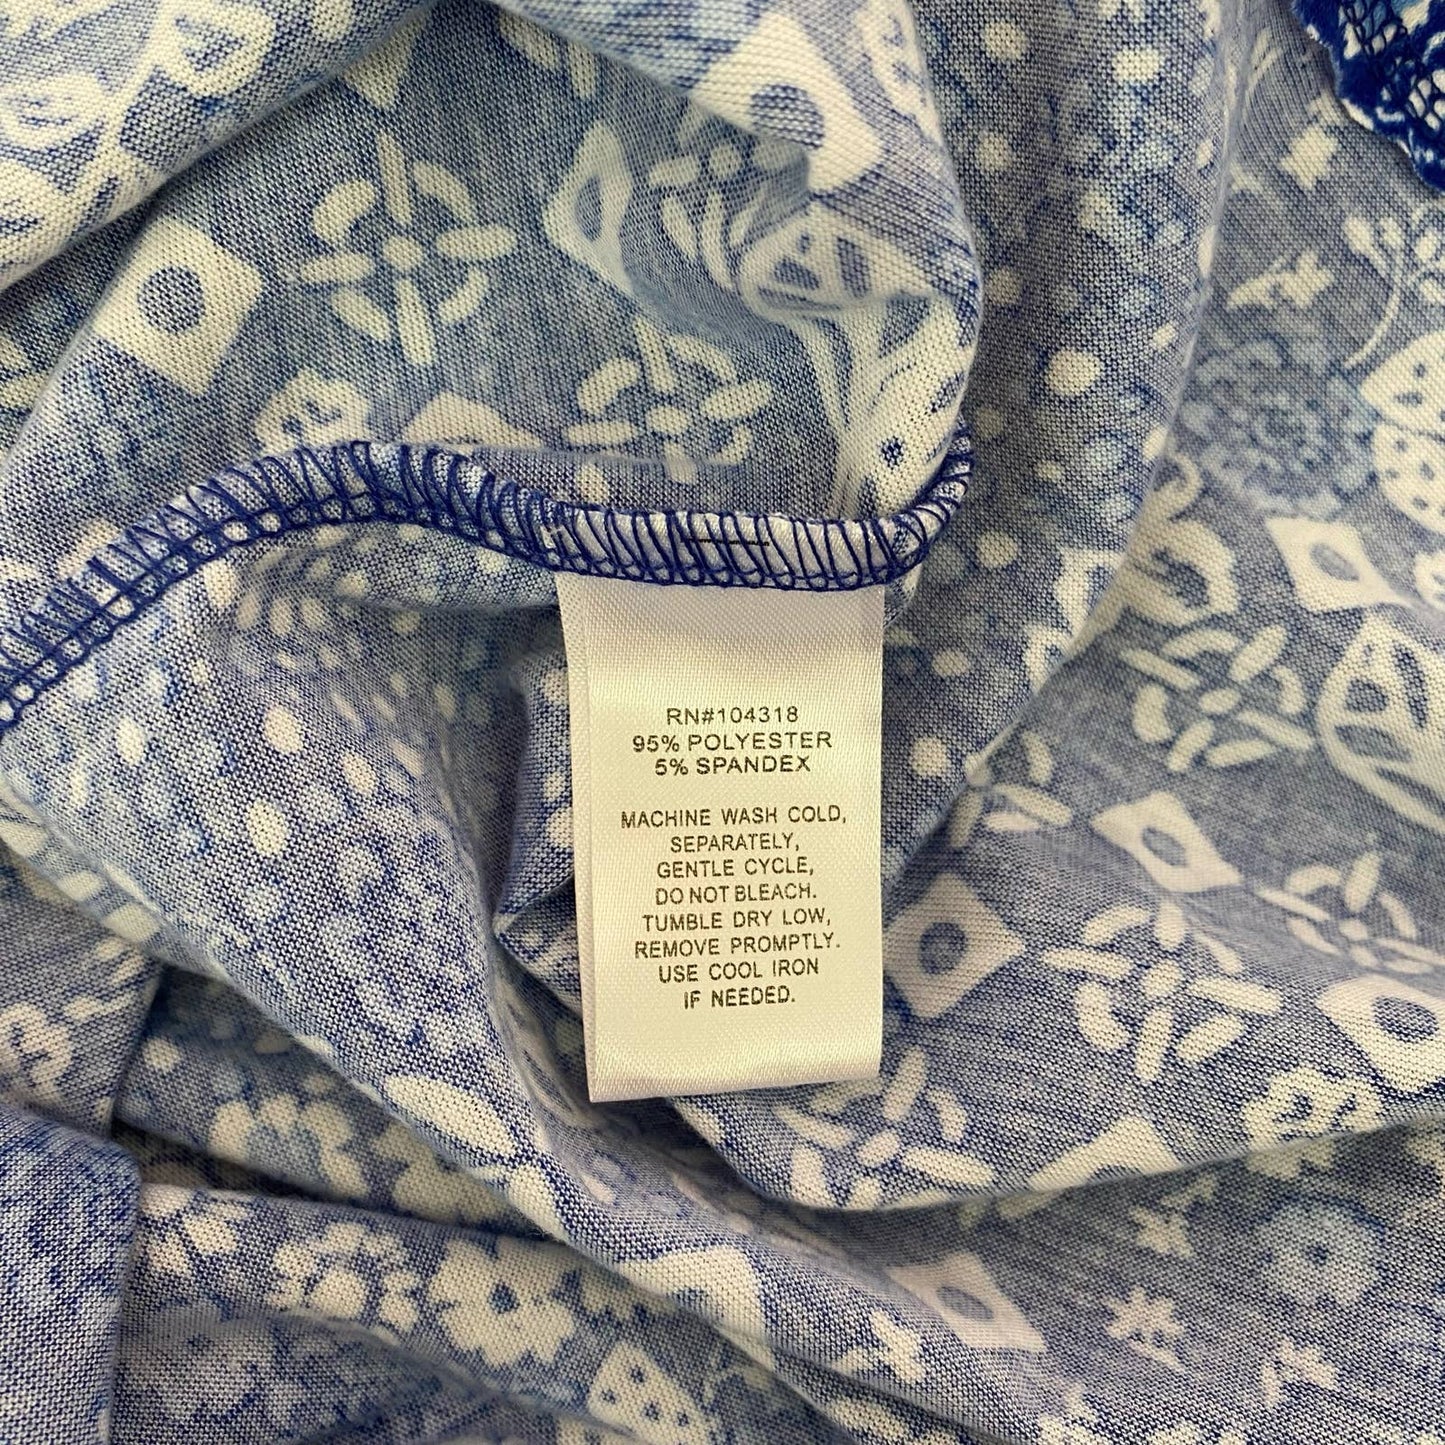 RN#104318
95% POLYESTER
5% SPANDEX
MACHINE WASH COLD,
SEPARATELY,
GENTLE CYCLE,
DO NOT BLEACH.
TUMBLE DRY LOW,
REMOVE PROMPTLY.
USE COOL IRON
IF NEEDED.